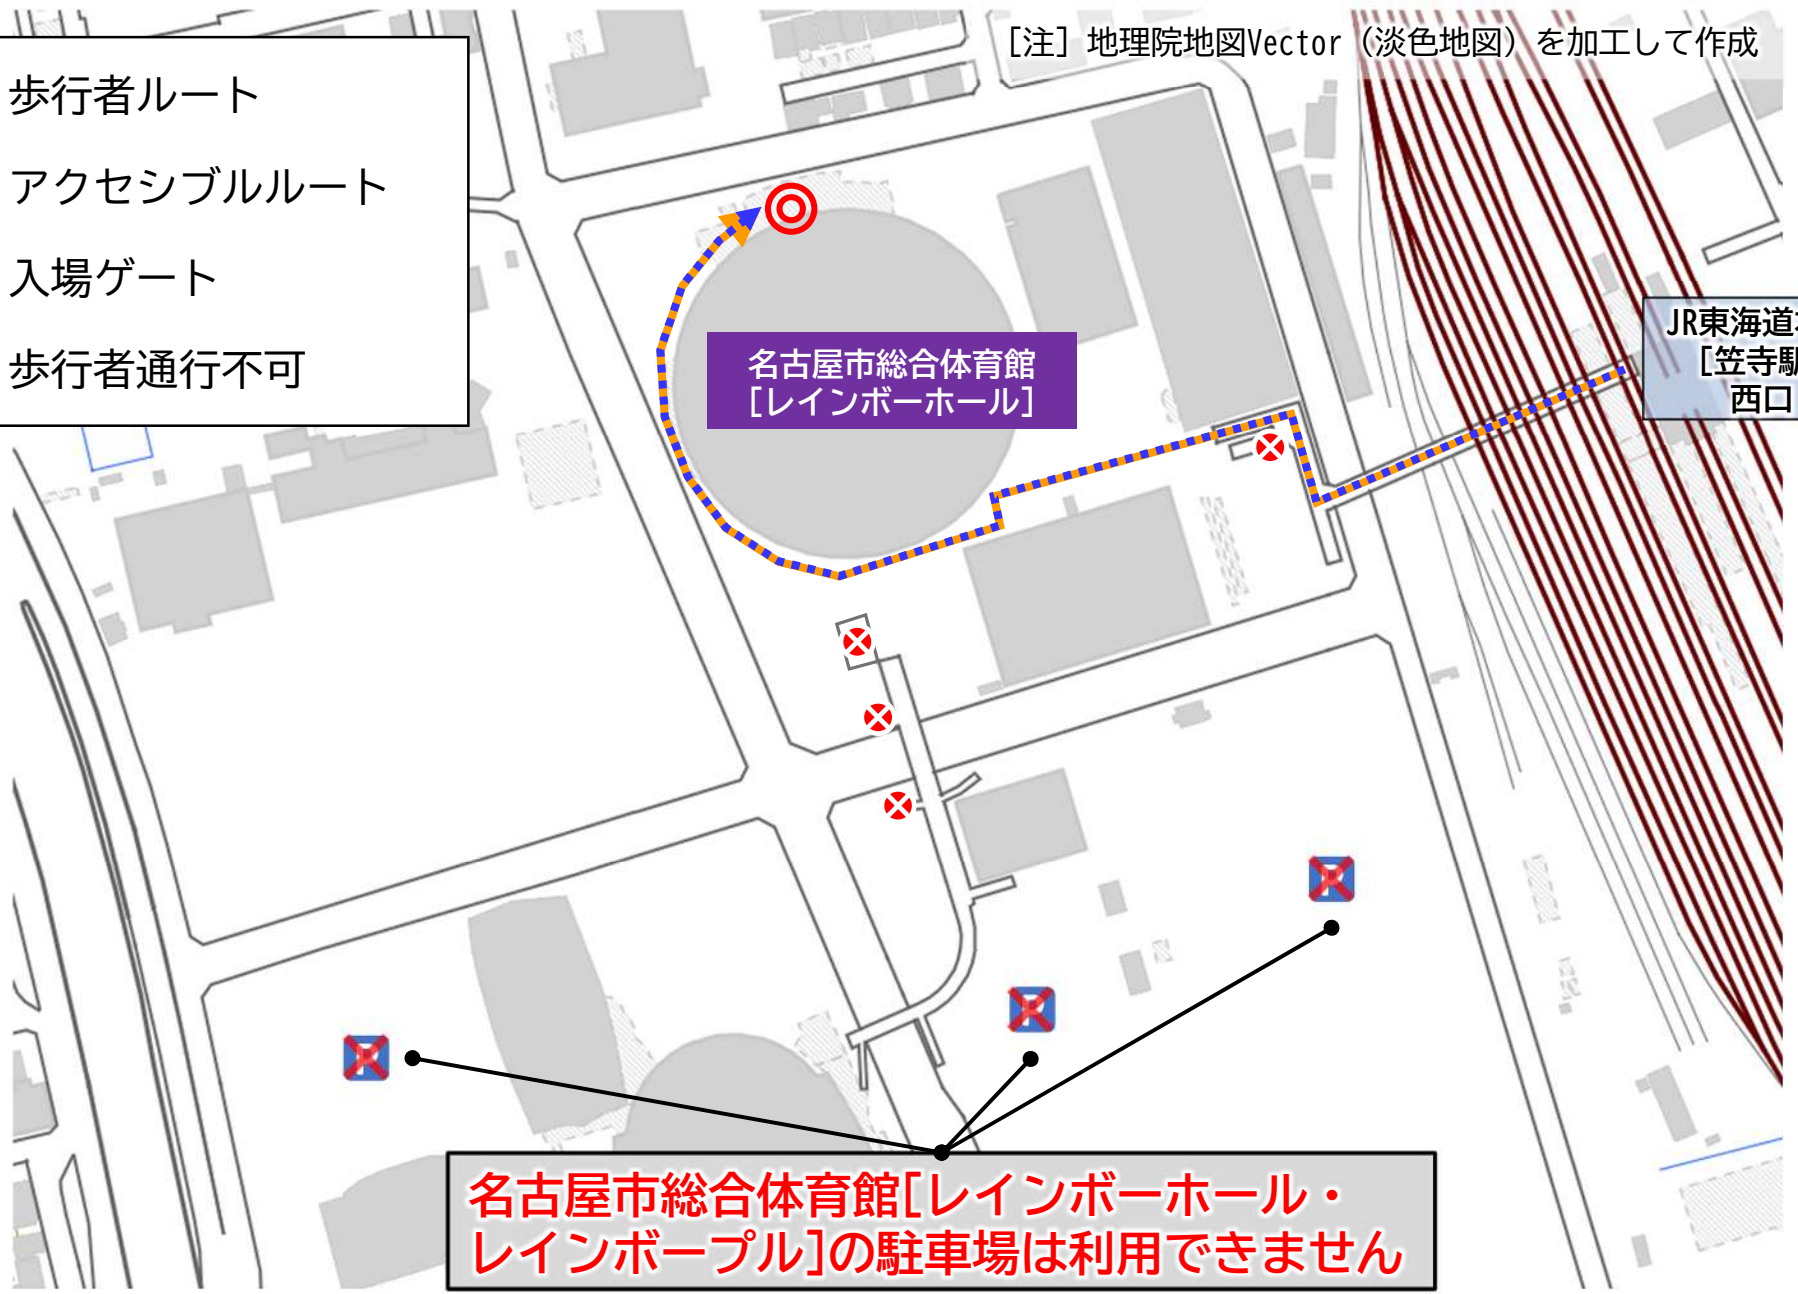 [注] 地理院地図Vector (淡色地図) を加工して作成
歩行者ルート
アクセシブルルート
入場ゲート
歩行者通行不可
名古屋市総合体育館
[レインボーホール]
JR東海道本
[笠寺駅
西口
名古屋市総合体育館[レインボーホール・
レインボープル]の駐車場は利用できません